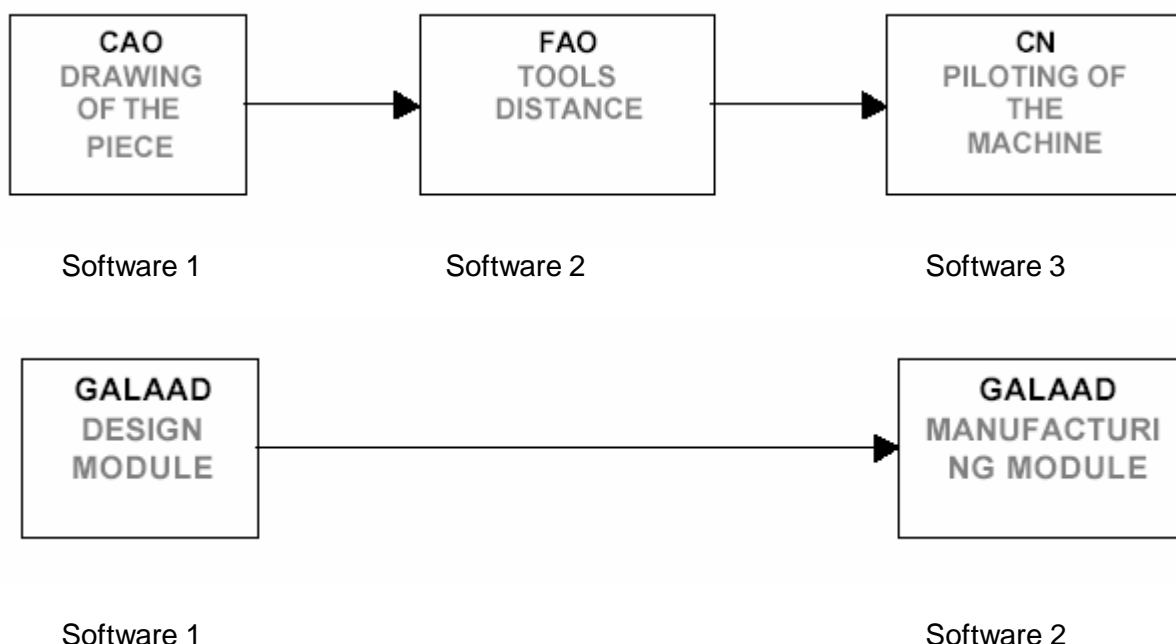 CAO
DRAWING
OF THE
PIECE
FAO
TOOLS
DISTANCE
CN
PILOTING OF
THE
MACHINE
Software 1
Software 2
Software 3
GALAAD
DESIGN
MODULE
GALAAD
MANUFACTURI
NG MODULE
Software 1
Software 2